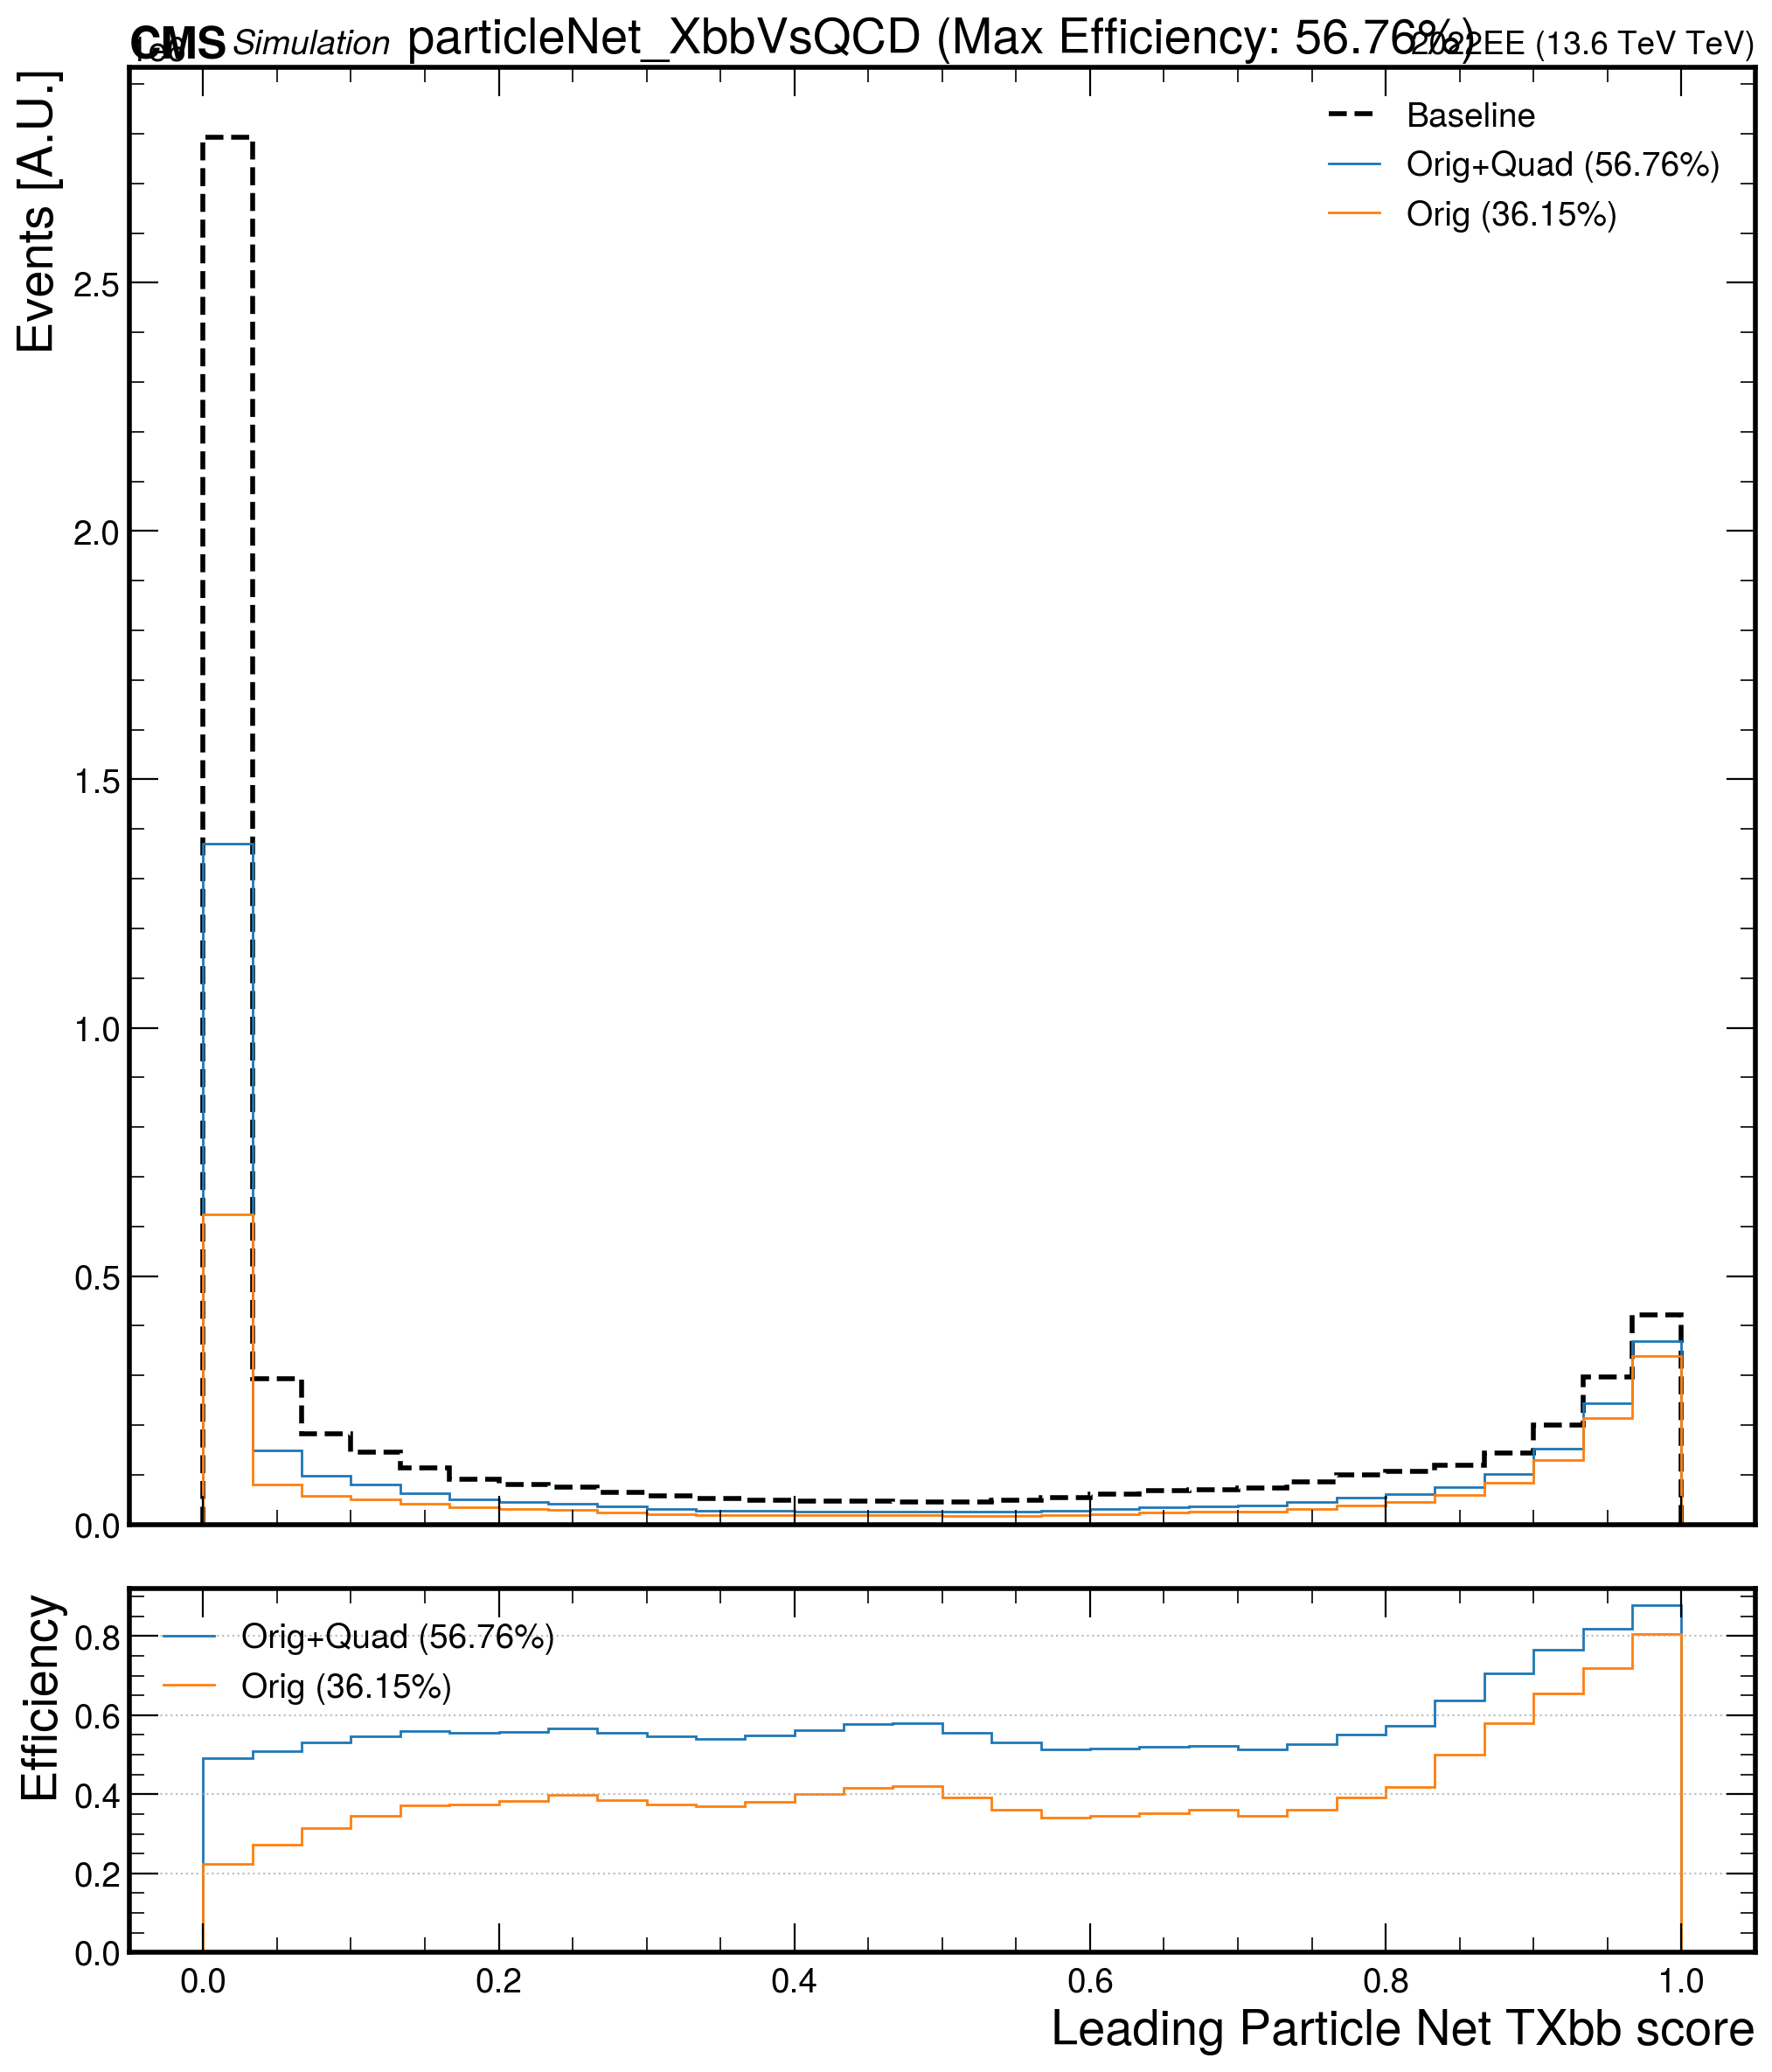 CMS Simulation particleNet_XbbVsQCD (Max Efficiency: 56.76%) 2022EE (13.6 TeV TeV)
Events [A.U.]
Baseline
Orig+Quad (56.76%)
Orig (36.15%)
2.5
2.0
1.5
1.0
0.5
0.0
Efficiency
Orig+Quad (56.76%)
Orig (36.15%)
0.8
0.6
0.4
0.2
0.0
0.0 0.2 0.4 0.6 0.8 1.0
Leading Particle Net TXbb score